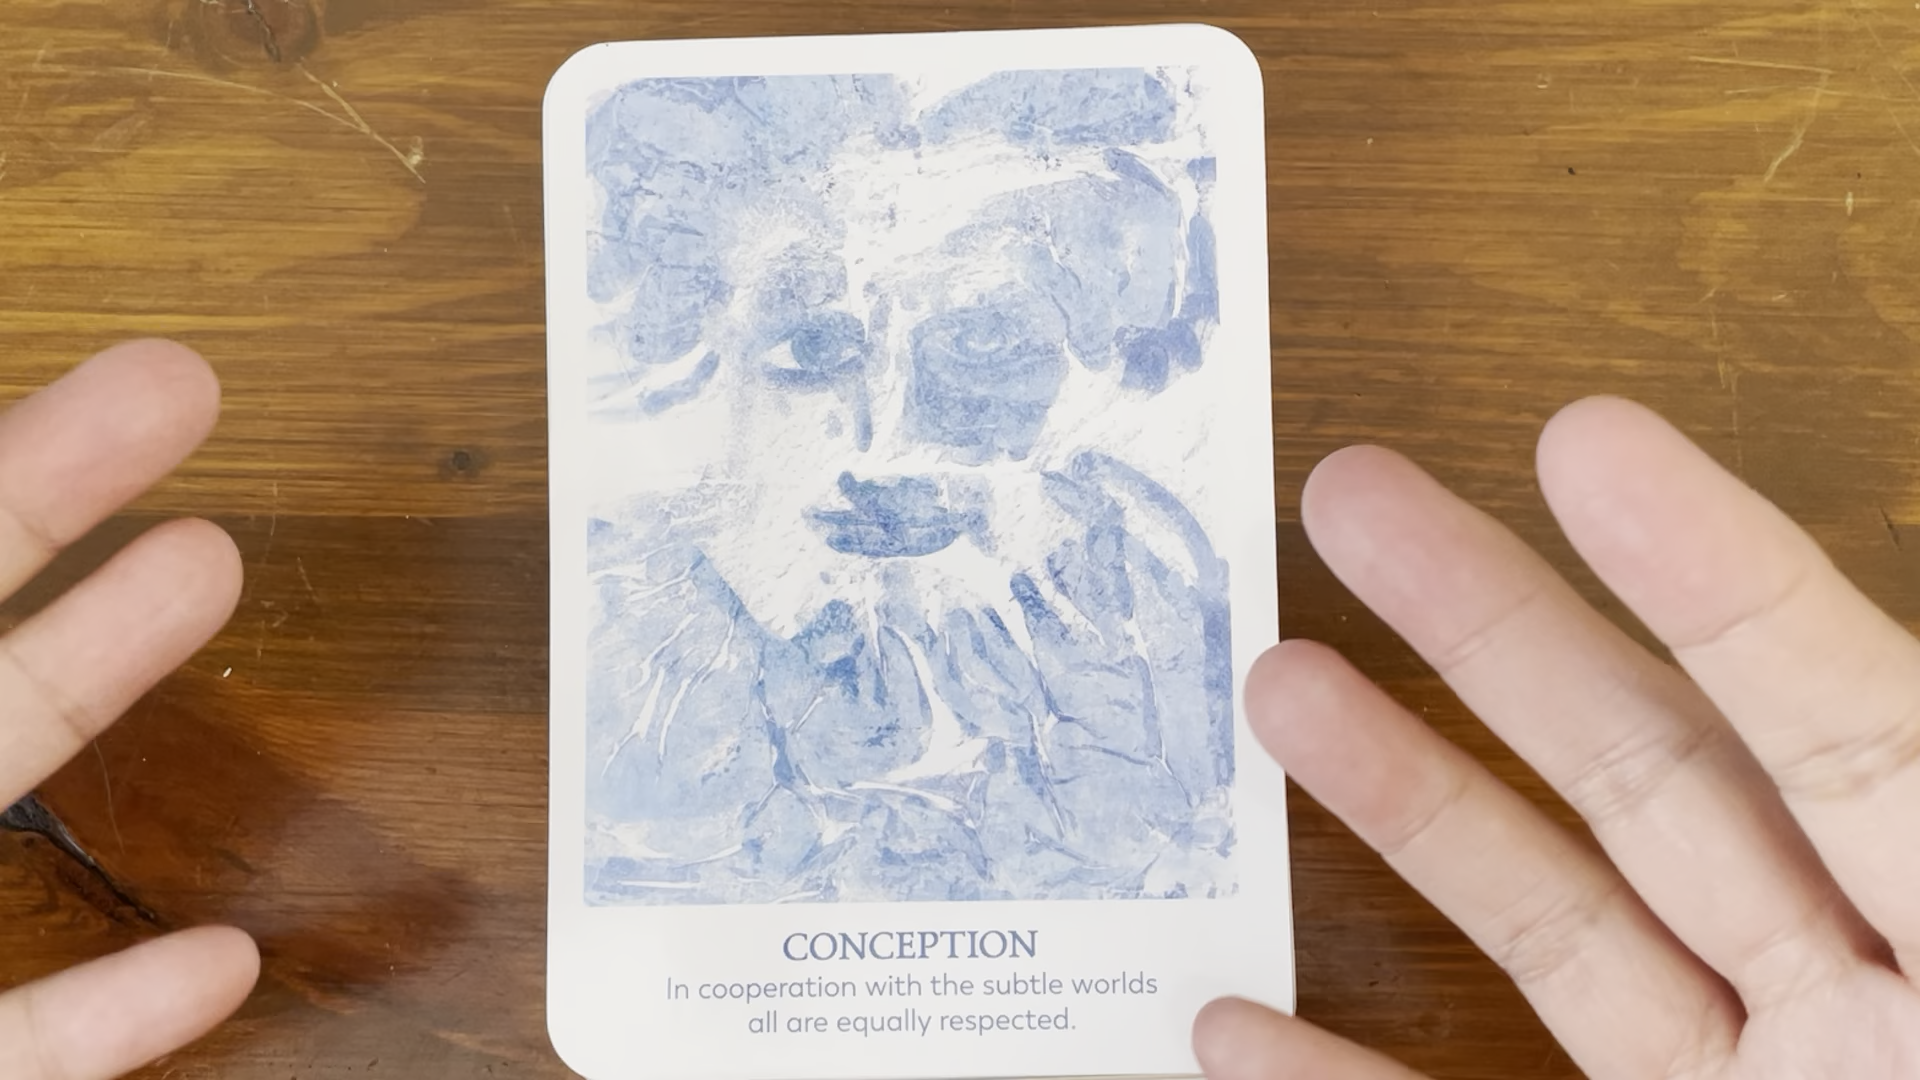 CONCEPTION
In cooperation with the subtle worlds
all are equally respected.